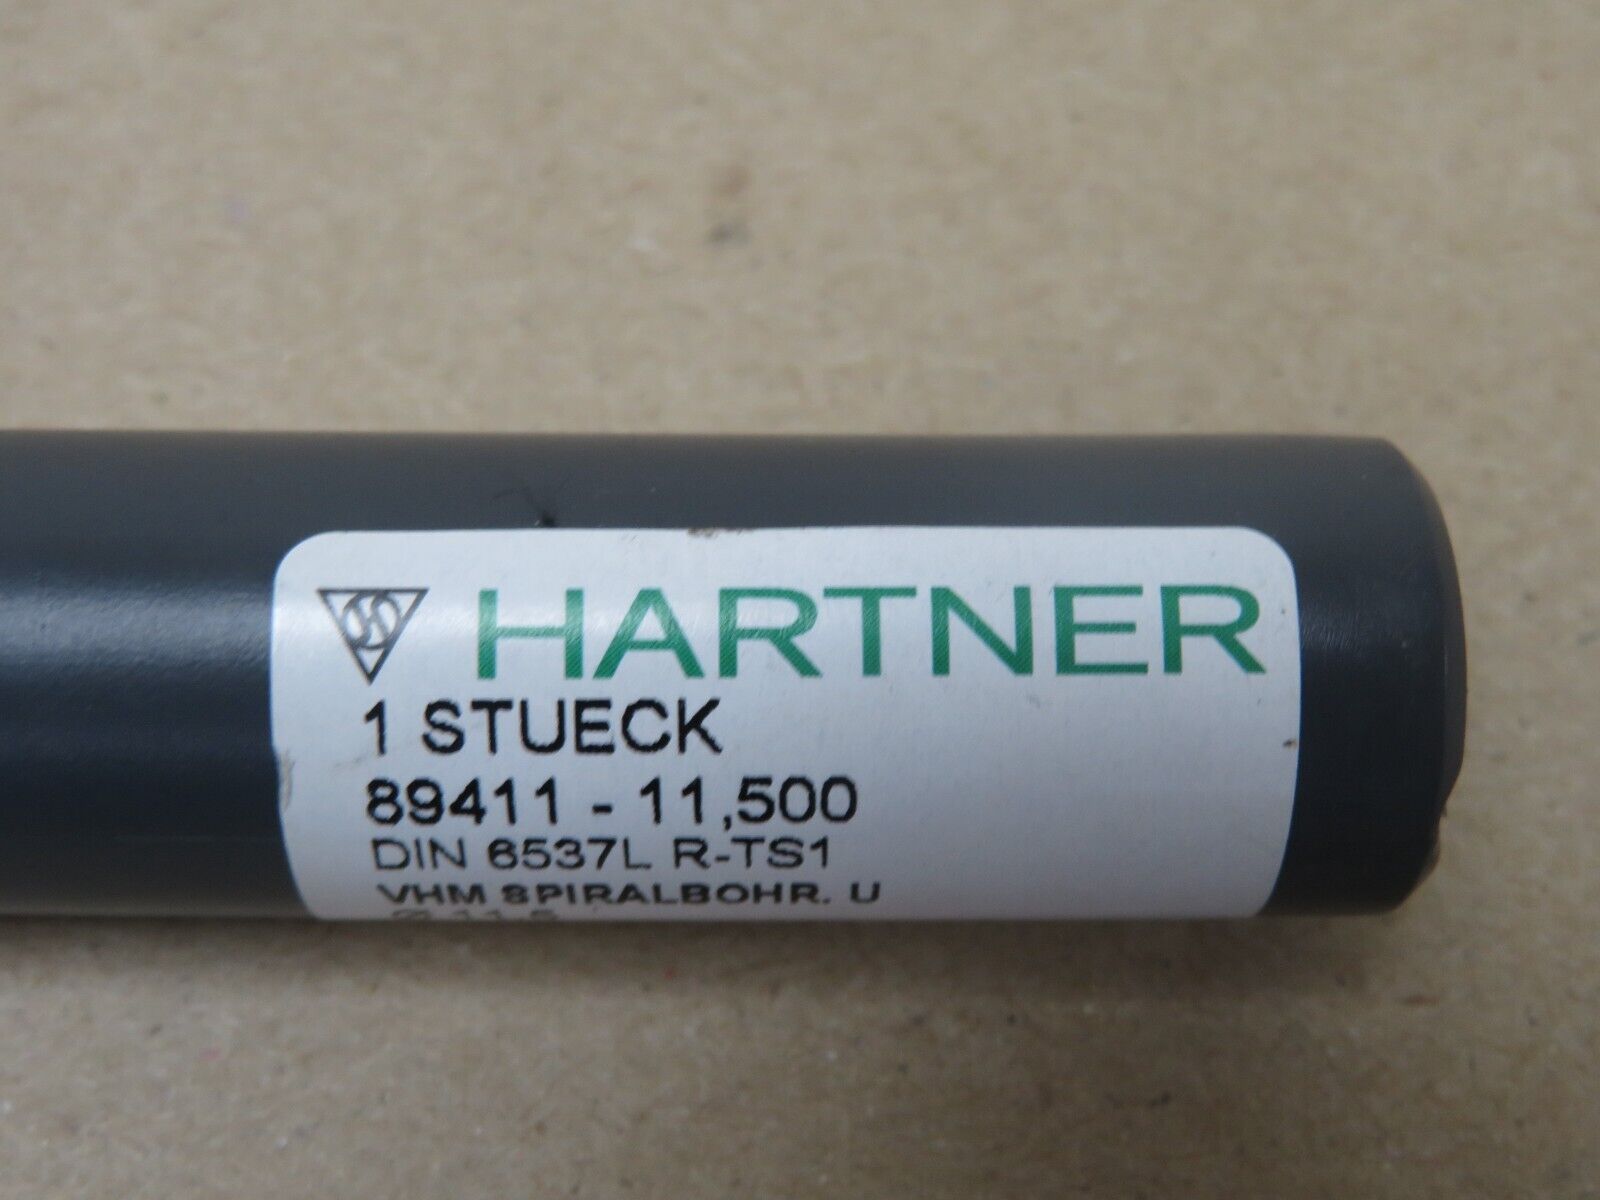 HARTNER
1 STUECK
89411 - 11,500
DIN 6537L R-TS1
VHM SPIRALBOHR. U